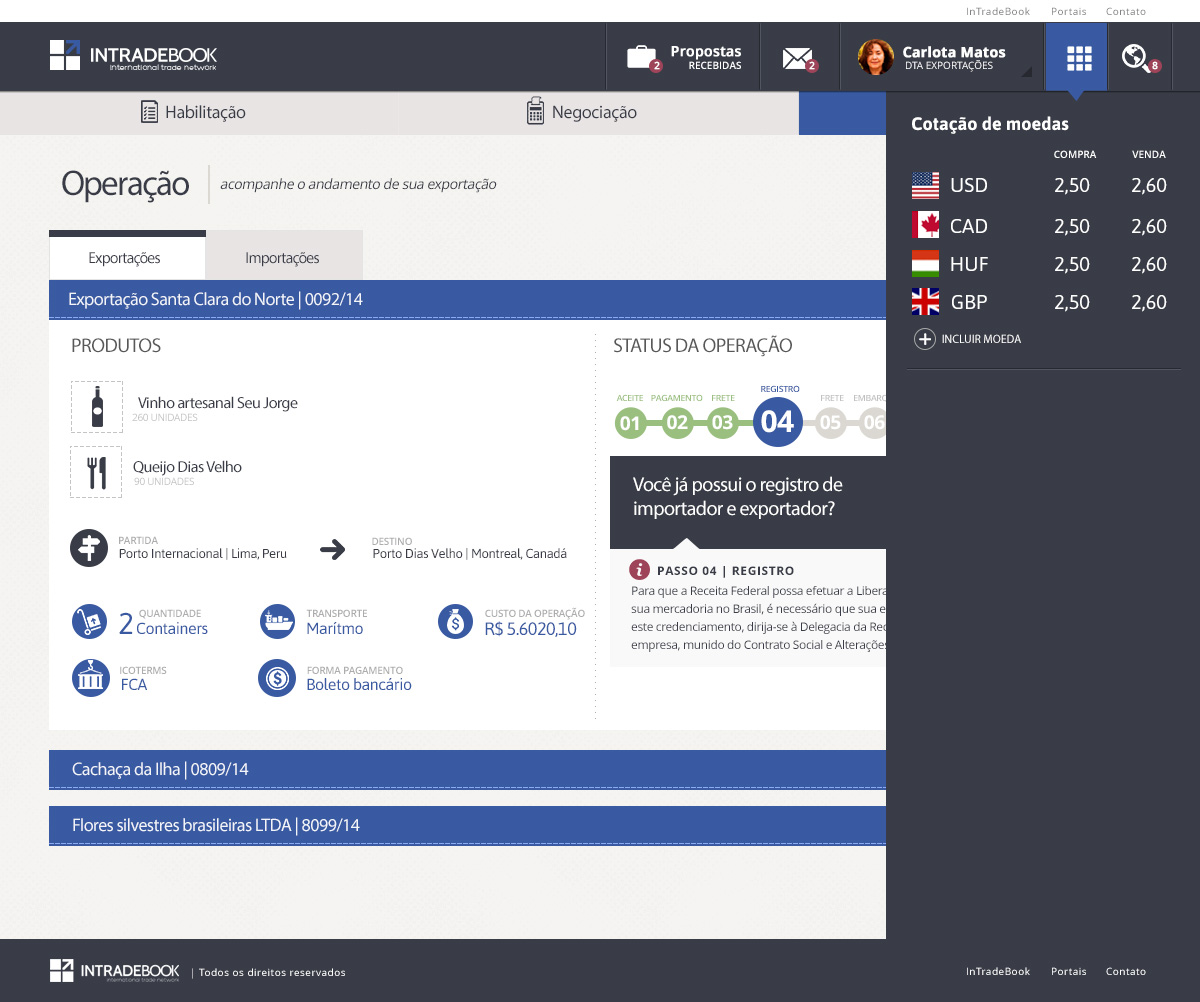 InTradeBook Portais Contato
INTRADEBOOK
international trade network
Propostas
RECEBIDAS
2
2
Carlota Matos
DTA EXPORTAÇÕES
8
Habilitação
Negociação
Operação
acompanhe o andamento de sua exportação
Exportações
Importações
Exportação Santa Clara do Norte | 0092/14
PRODUTOS
Vinho artesanal Seu Jorge
260 UNIDADES
Queijo Dias Velho
90 UNIDADES
PARTIDA
Porto Internacional | Lima, Peru
DESTINO
Porto Dias Velho | Montreal, Canadá
QUANTIDADE
2 Containers
TRANSPORTE
Marítmo
CUSTO DA OPERAÇÃO
R$ 5.6020,10
ICOTERMS
FCA
FORMA PAGAMENTO
Boleto bancário
STATUS DA OPERAÇÃO
ACEITE PAGAMENTO FRETE REGISTRO FRETE EMBARQ
01 02 03 04 05 06
Você já possui o registro de
importador e exportador?
PASSO 04 | REGISTRO
Para que a Receita Federal possa efetuar a Libera
sua mercadoria no Brasil, é necessário que sua e
este credenciamento, dirija-se à Delegacia da Rec
empresa, munido do Contrato Social e Alterações
Cotação de moedas
COMPRA VENDA
USD 2,50 2,60
CAD 2,50 2,60
HUF 2,50 2,60
GBP 2,50 2,60
INCLUIR MOEDA
Cachaça da Ilha | 0809/14
Flores silvestres brasileiras LTDA | 8099/14
INTRADEBOOK
international trade network
| Todos os direitos reservados
InTradeBook Portais Contato